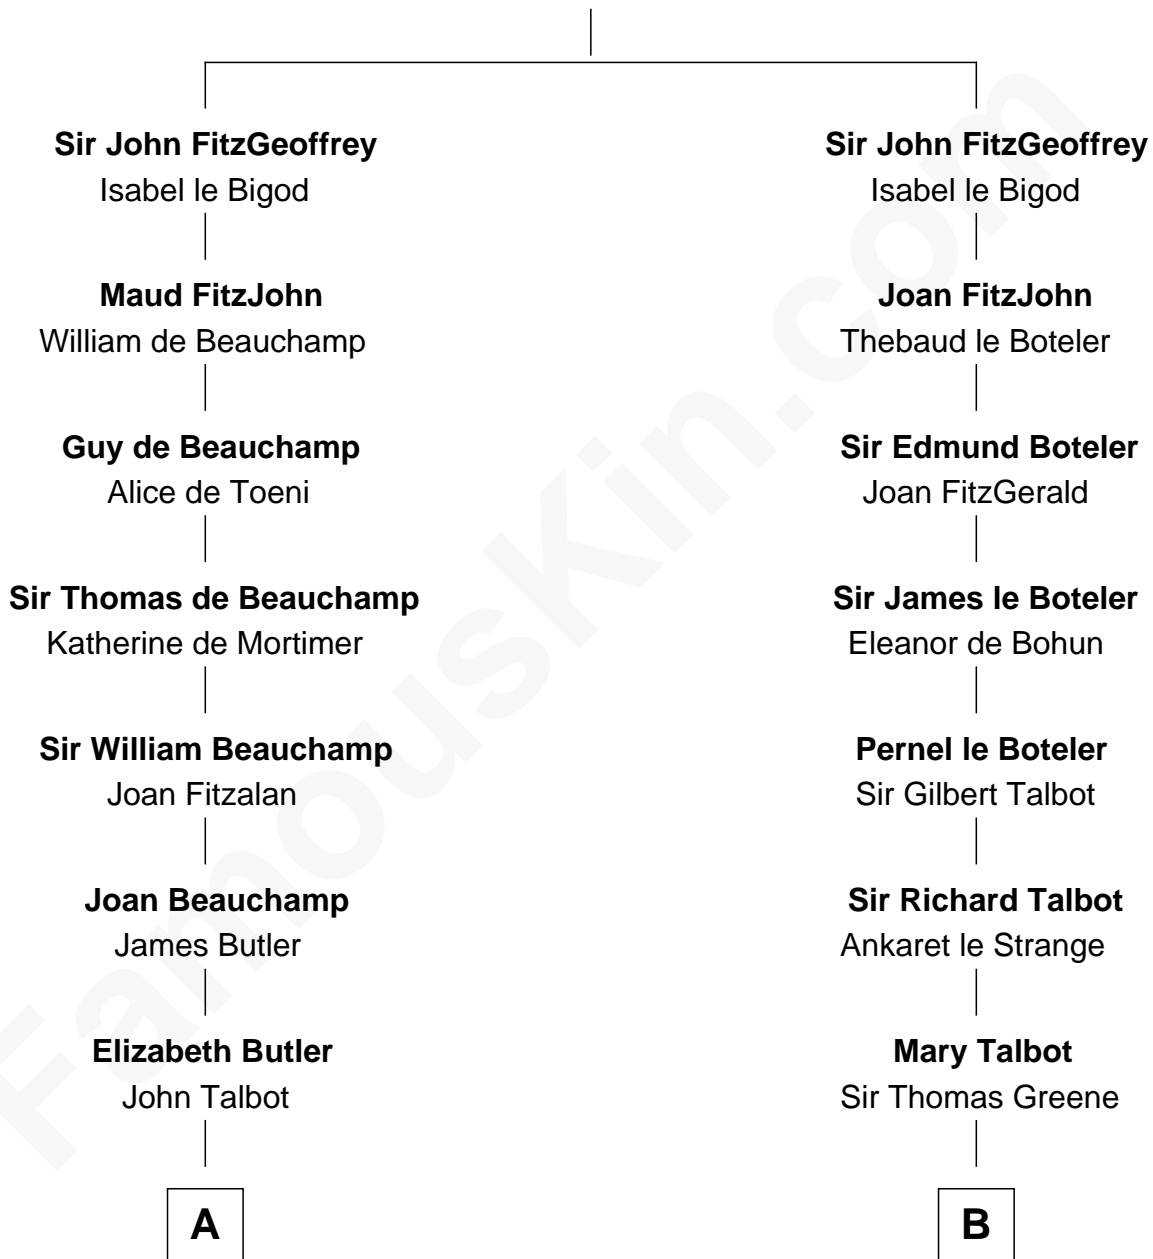 Sir John FitzGeoffrey
Isabel le Bigod
Maud FitzJohn
William de Beauchamp
Guy de Beauchamp
Alice de Toeni
Sir Thomas de Beauchamp
Katherine de Mortimer
Sir William Beauchamp
Joan Fitzalan
Joan Beauchamp
James Butler
Elizabeth Butler
John Talbot
A
Sir John FitzGeoffrey
Isabel le Bigod
Joan FitzJohn
Thebaud le Boteler
Sir Edmund Boteler
Joan FitzGerald
Sir James le Boteler
Eleanor de Bohun
Pernel le Boteler
Sir Gilbert Talbot
Sir Richard Talbot
Ankaret le Strange
Mary Talbot
Sir Thomas Greene
B
FamousKin.com